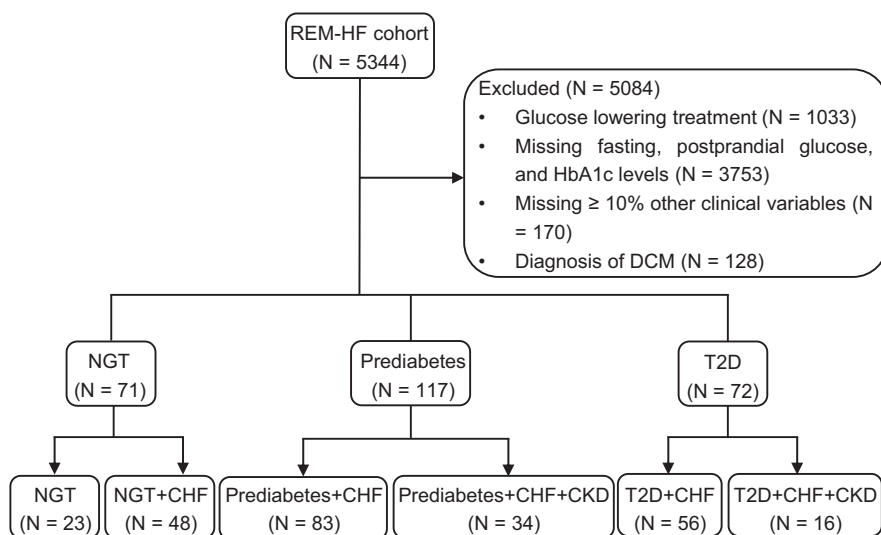 REM-HF cohort
(N = 5344)
Excluded (N = 5084)
• Glucose lowering treatment (N = 1033)
• Missing fasting, postprandial glucose,
and HbA1c levels (N = 3753)
• Missing ≥ 10% other clinical variables (N
= 170)
• Diagnosis of DCM (N = 128)
NGT
(N = 71)
Prediabetes
(N = 117)
T2D
(N = 72)
NGT
(N = 23)
NGT+CHF
(N = 48)
Prediabetes+CHF
(N = 83)
Prediabetes+CHF+CKD
(N = 34)
T2D+CHF
(N = 56)
T2D+CHF+CKD
(N = 16)